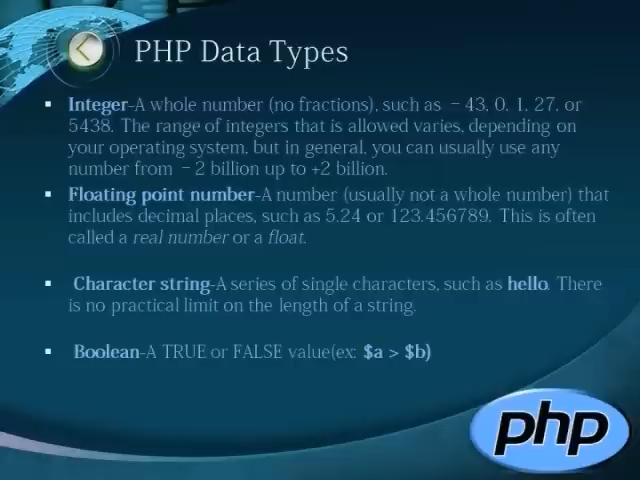 PHP Data Types
▪ Integer-A whole number (no fractions), such as −43, 0, 1, 27, or
5438. The range of integers that is allowed varies, depending on
your operating system, but in general, you can usually use any
number from −2 billion up to +2 billion.
▪ Floating point number-A number (usually not a whole number) that
includes decimal places, such as 5.24 or 123.456789. This is often
called a real number or a float.
▪ Character string-A series of single characters, such as hello. There
is no practical limit on the length of a string.
▪ Boolean-A TRUE or FALSE value(ex: $a > $b)
php